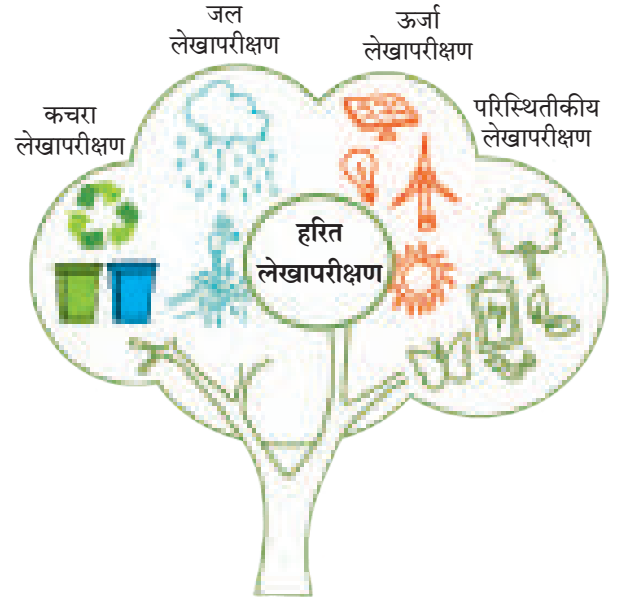 जल
लेखापरीक्षण
ऊर्जा
लेखापरीक्षण
कचरा
लेखापरीक्षण
परिस्थितीकीय
लेखापरीक्षण
हरित
लेखापरीक्षण